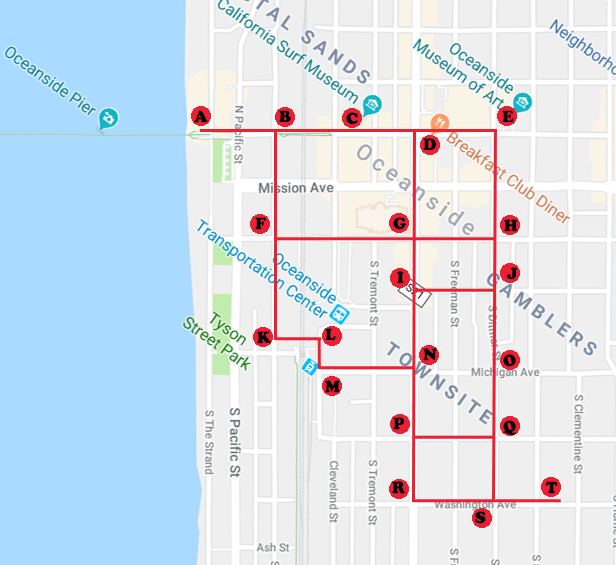 COASTAL SANDS
California Surf
Museum
Oceanside
Museum of Art
Neighborho
Oceanside Pier
A
B
C
E
N Pacific St
D
Breakfast Club Diner
Oceanside
Mission Ave
F
G
H
Transportation Center
Oceanside
I
J
S Tremont St
S Freeman St
GAMBLERS
S Ditmar St
Tyson
Street Park
K
L
N
O
TOWNSITE
Michigan Ave
M
P
Q
S The Strand
S Pacific St
Cleveland St
S Tremont St
S Clementine St
R
T
Washington Ave
S
Ash St
S F